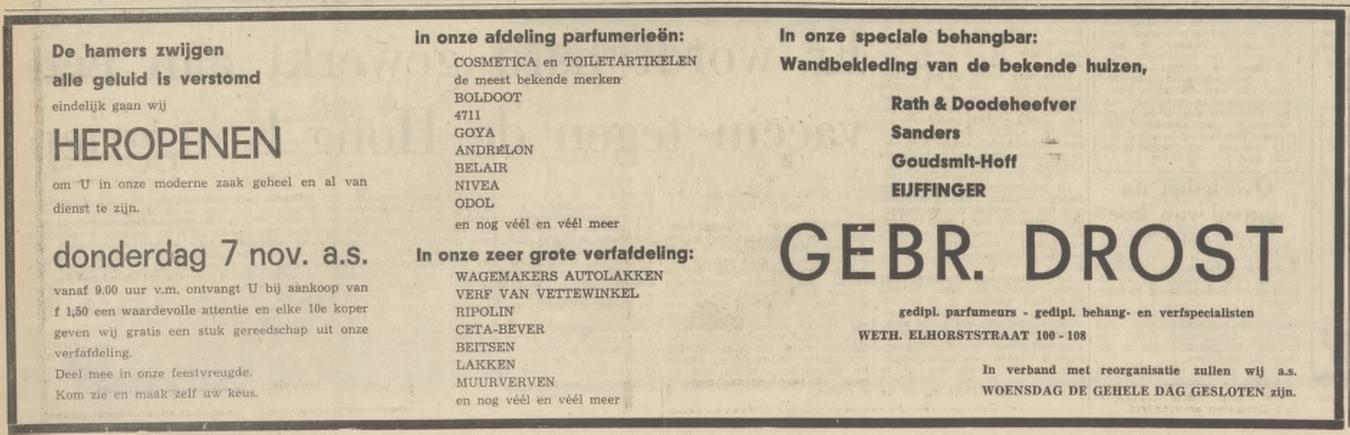 De hamers zwijgen
alle geluid is verstomd
eindelijk gaan wij
HEROPENEN
om U in onze moderne zaak geheel en al van
dienst te zijn.
donderdag 7 nov. a.s.
vanaf 9.00 uur v.m. ontvangt U bij aankoop van
f 1,50 een waardevolle attentie en elke 10e koper
geven wij gratis een stuk gereedschap uit onze
verfafdeling.
Deel mee in onze feestvreugde.
Kom zie en maak zelf uw keus.
in onze afdeling parfumerieën:
COSMETICA en TOILETARTIKELEN
de meest bekende merken
BOLDOOT
4711
GOYA
ANDRÉLON
BELAIR
NIVEA
ODOL
en nog véél en véél meer
In onze zeer grote verfafdeling:
WAGEMAKERS AUTOLAKKEN
VERF VAN VETTEWINKEL
RIPOLIN
CETA-BEVER
BEITSEN
LAKKEN
MUURVERVEN
en nog véél en véél meer
In onze speciale behangbar:
Wandbekleding van de bekende huizen,
Rath & Doodeheefver
Sanders
Goudsmit-Hoff
EIJFFINGER
GEBR. DROST
gedipl. parfumeurs - gedipl. behang- en verfspecialisten
WETH. ELHORSTSTRAAT 100 - 108
In verband met reorganisatie zullen wij a.s.
WOENSDAG DE GEHELE DAG GESLOTEN zijn.